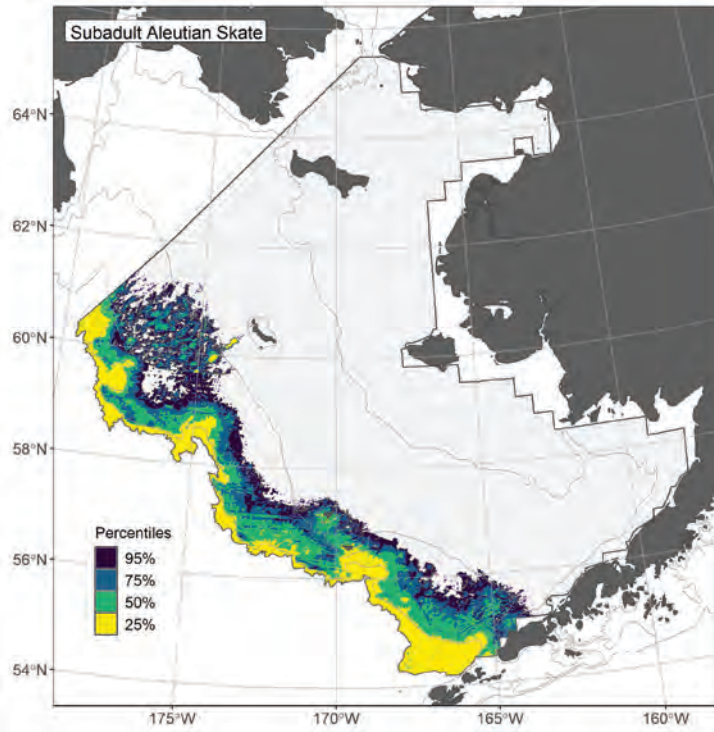 Subadult Aleutian Skate
64°N
62°N
60°N
58°N
56°N
54°N
Percentiles
95%
75%
50%
25%
175°W
170°W
165°W
160°W